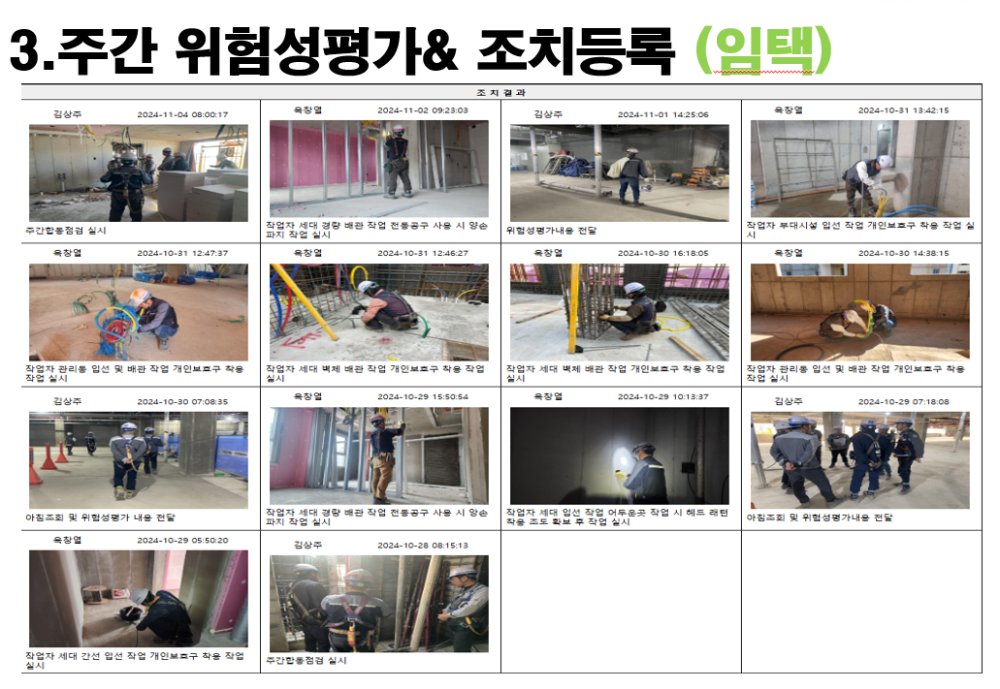 3.주간 위험성평가& 조치등록 (임택)
조치결과
김상주 2024-11-04 08:00:17
주간합동점검 실시
육창열 2024-11-02 09:23:03
작업자 세대 경량 배관 작업 전동공구 사용 시 양손
파지 작업 실시
김상주 2024-11-01 14:25:06
위험성평가내용 전달
육창열 2024-10-31 13:42:15
작업자 부대시설 입선 작업 개인보호구 착용 작업 실
시
육창열 2024-10-31 12:47:37
작업자 관리동 입선 및 배관 작업 개인보호구 착용
작업 실시
육창열 2024-10-31 12:46:27
작업자 세대 벽체 배관 작업 개인보호구 착용 작업
실시
육창열 2024-10-30 16:18:05
작업자 세대 벽체 배관 작업 개인보호구 착용 작업
실시
육창열 2024-10-30 14:38:15
작업자 관리동 입선 및 배관 작업 개인보호구 착용
작업 실시
김상주 2024-10-30 07:08:35
아침조회 및 위험성평가 내용 전달
육창열 2024-10-29 15:50:54
작업자 세대 경량 배관 작업 전동공구 사용 시 양손
파지 작업 실시
육창열 2024-10-29 10:13:37
작업자 세대 입선 작업 어두운곳 작업 시 헤드 랜턴
착용 조도 확보 후 작업 실시
김상주 2024-10-29 07:18:08
아침조회 및 위험성평가내용 전달
육창열 2024-10-29 05:50:20
작업자 세대 간선 입선 작업 개인보호구 착용 작업
실시
김상주 2024-10-28 08:15:13
주간합동점검 실시